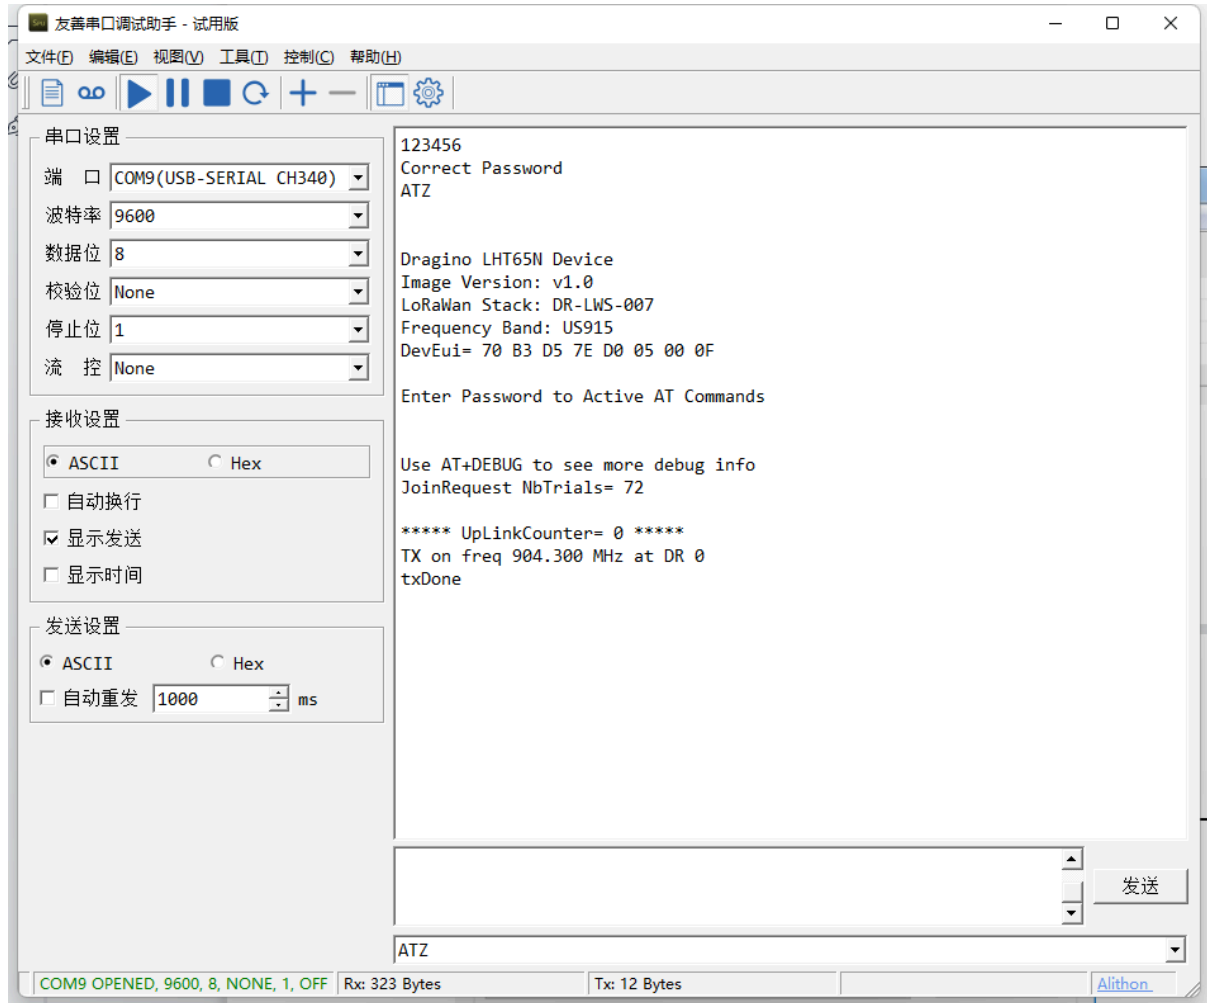 友善串口调试助手 - 试用版
文件(F) 编辑(E) 视图(V) 工具(T) 控制(C) 帮助(H)
串口设置
端 口 COM9(USB-SERIAL CH340)
波特率 9600
数据位 8
校验位 None
停止位 1
流 控 None
接收设置
ASCII Hex
自动换行
显示发送
显示时间
发送设置
ASCII Hex
自动重发 1000 ms
123456
Correct Password
ATZ
Dragino LHT65N Device
Image Version: v1.0
LoRaWan Stack: DR-LWS-007
Frequency Band: US915
DevEui= 70 B3 D5 7E D0 05 00 0F
Enter Password to Active AT Commands
Use AT+DEBUG to see more debug info
JoinRequest NbTrials= 72
***** UpLinkCounter= 0 *****
TX on freq 904.300 MHz at DR 0
txDone
发送
ATZ
COM9 OPENED, 9600, 8, NONE, 1, OFF Rx: 323 Bytes Tx: 12 Bytes Alithon